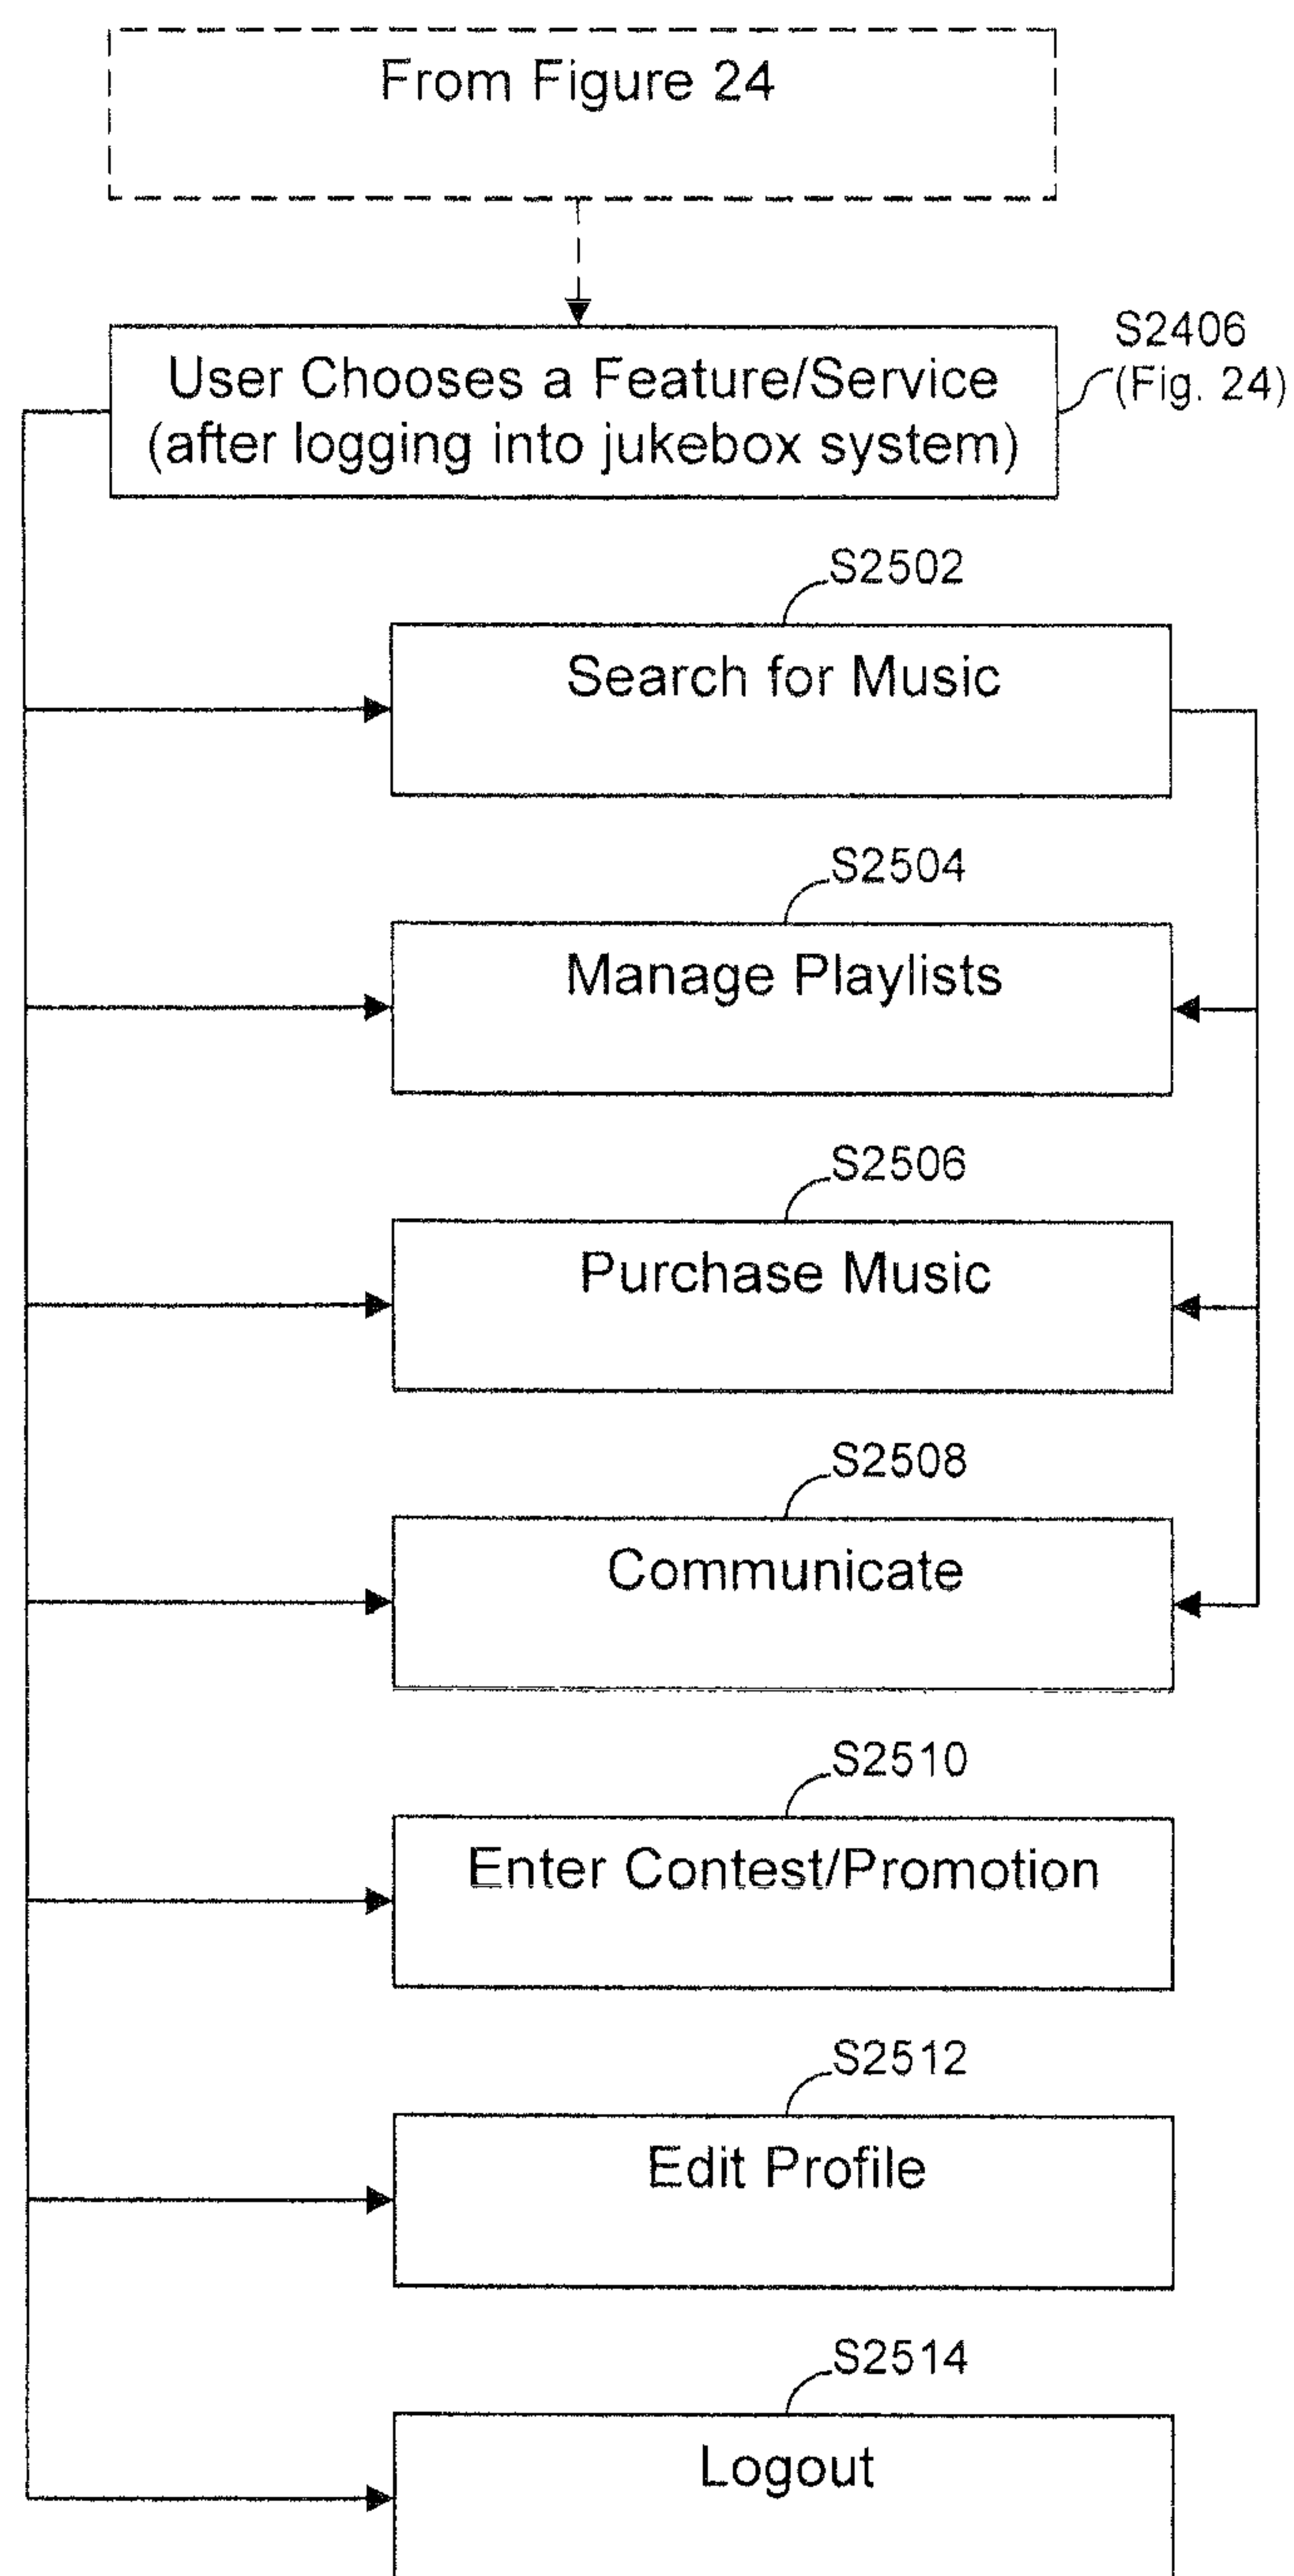 From Figure 24
User Chooses a Feature/Service
(after logging into jukebox system)
S2406
(Fig. 24)
S2502
Search for Music
S2504
Manage Playlists
S2506
Purchase Music
S2508
Communicate
S2510
Enter Contest/Promotion
S2512
Edit Profile
S2514
Logout